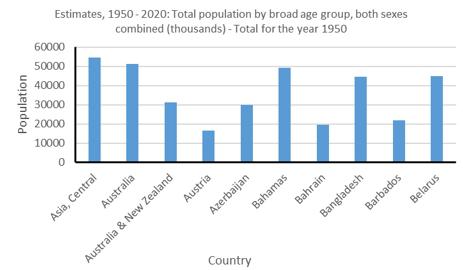 Estimates, 1950 - 2020: Total population by broad age group, both sexes
combined (thousands) - Total for the year 1950
60000
50000
40000
30000
20000
10000
0
Population
Asia, Central
Australia
Australia & New Zealand
Austria
Azerbaijan
Bahamas
Bahrain
Bangladesh
Barbados
Belarus
Country